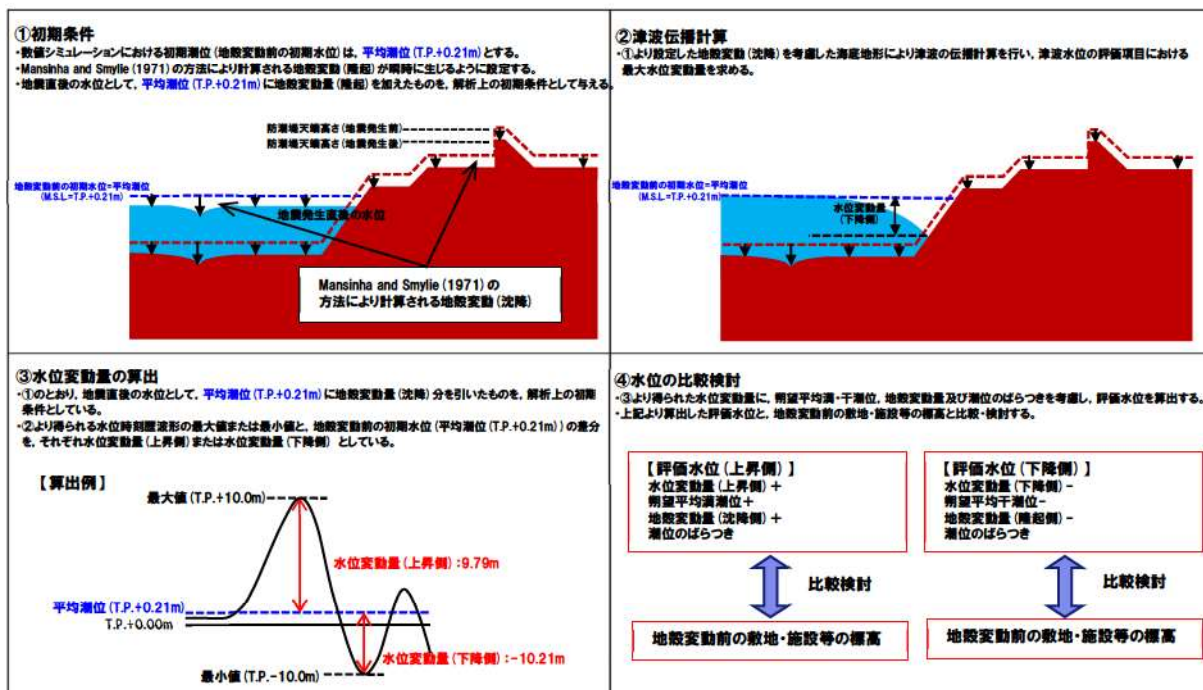 ①初期条件
・数値シミュレーションにおける初期潮位(地殻変動前の初期水位)は,平均潮位(T.P.+0.21m)とする。
・Mansinha and Smylie(1971)の方法により計算される地殻変動(隆起)が瞬時に生じるように設定する。
・地震直後の水位として,平均潮位(T.P.+0.21m)に地殻変動量(隆起)を加えたものを,解析上の初期条件として与える。
防潮堤天端高さ(地震発生前)
防潮堤天端高さ(地震発生後)
地殻変動前の初期水位=平均潮位
(M.S.L=T.P.+0.21m)
地震発生直後の水位
Mansinha and Smylie(1971)の
方法により計算される地殻変動(沈降)
②津波伝播計算
・①より設定した地殻変動(沈降)を考慮した海底地形により津波の伝播計算を行い,津波水位の評価項目における
最大水位変動量を求める。
地殻変動前の初期水位=平均潮位
(M.S.L=T.P.+0.21m)
水位変動量
(下降側)
③水位変動量の算出
・①のとおり,地震直後の水位として,平均潮位(T.P.+0.21m)に地殻変動量(沈降)分を引いたものを,解析上の初期
条件としている。
・②より得られる水位時刻歴波形の最大値または最小値と,地殻変動前の初期水位(平均潮位(T.P.+0.21m))の差分
を,それぞれ水位変動量(上昇側)または水位変動量(下降側)としている。
【算出例】
最大値(T.P.+10.0m)
水位変動量(上昇側):9.79m
平均潮位(T.P.+0.21m)
T.P.+0.00m
水位変動量(下降側):-10.21m
最小値(T.P.-10.0m)
④水位の比較検討
・③より得られた水位変動量に,朔望平均満・干潮位,地殻変動量及び潮位のばらつきを考慮し,評価水位を算出する。
・上記より算出した評価水位と,地殻変動前の敷地・施設等の標高と比較・検討する。
【評価水位(上昇側)】
水位変動量(上昇側)+
朔望平均満潮位+
地殻変動量(沈降側)+
潮位のばらつき
比較検討
地殻変動前の敷地・施設等の標高
【評価水位(下降側)】
水位変動量(下降側)-
朔望平均干潮位-
地殻変動量(隆起側)-
潮位のばらつき
比較検討
地殻変動前の敷地・施設等の標高